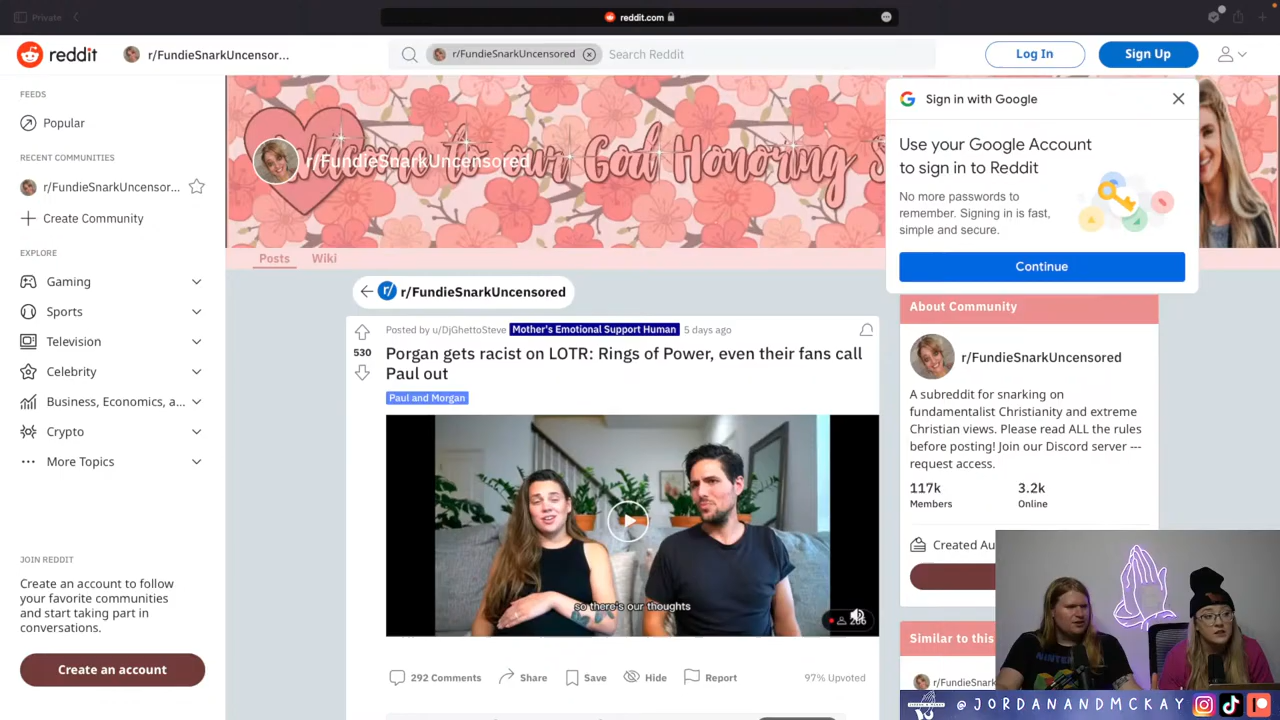 Private
reddit.com
reddit
r/FundieSnarkUncensor...
r/FundieSnarkUncensored
Search Reddit
Log In
Sign Up
FEEDS
Popular
RECENT COMMUNITIES
r/FundieSnarkUncensor...
Create Community
EXPLORE
Gaming
Sports
Television
Celebrity
Business, Economics, a...
Crypto
More Topics
JOIN REDDIT
Create an account to follow
your favorite communities
and start taking part in
conversations.
Create an account
Welcome to our God Honoring
r/FundieSnarkUncensored
Posts
Wiki
Sign in with Google
Use your Google Account
to sign in to Reddit
No more passwords to
remember. Signing in is fast,
simple and secure.
Continue
r/FundieSnarkUncensored
Posted by u/DjGhettoSteve Mother's Emotional Support Human 5 days ago
530
Porgan gets racist on LOTR: Rings of Power, even their fans call
Paul out
Paul and Morgan
so there's our thoughts
292 Comments
Share
Save
Hide
Report
97% Upvoted
About Community
r/FundieSnarkUncensored
A subreddit for snarking on
fundamentalist Christianity and extreme
Christian views. Please read ALL the rules
before posting! Join our Discord server ---
request access.
117k
Members
3.2k
Online
Created Au
Similar to this
@JORDANANDMCKAY